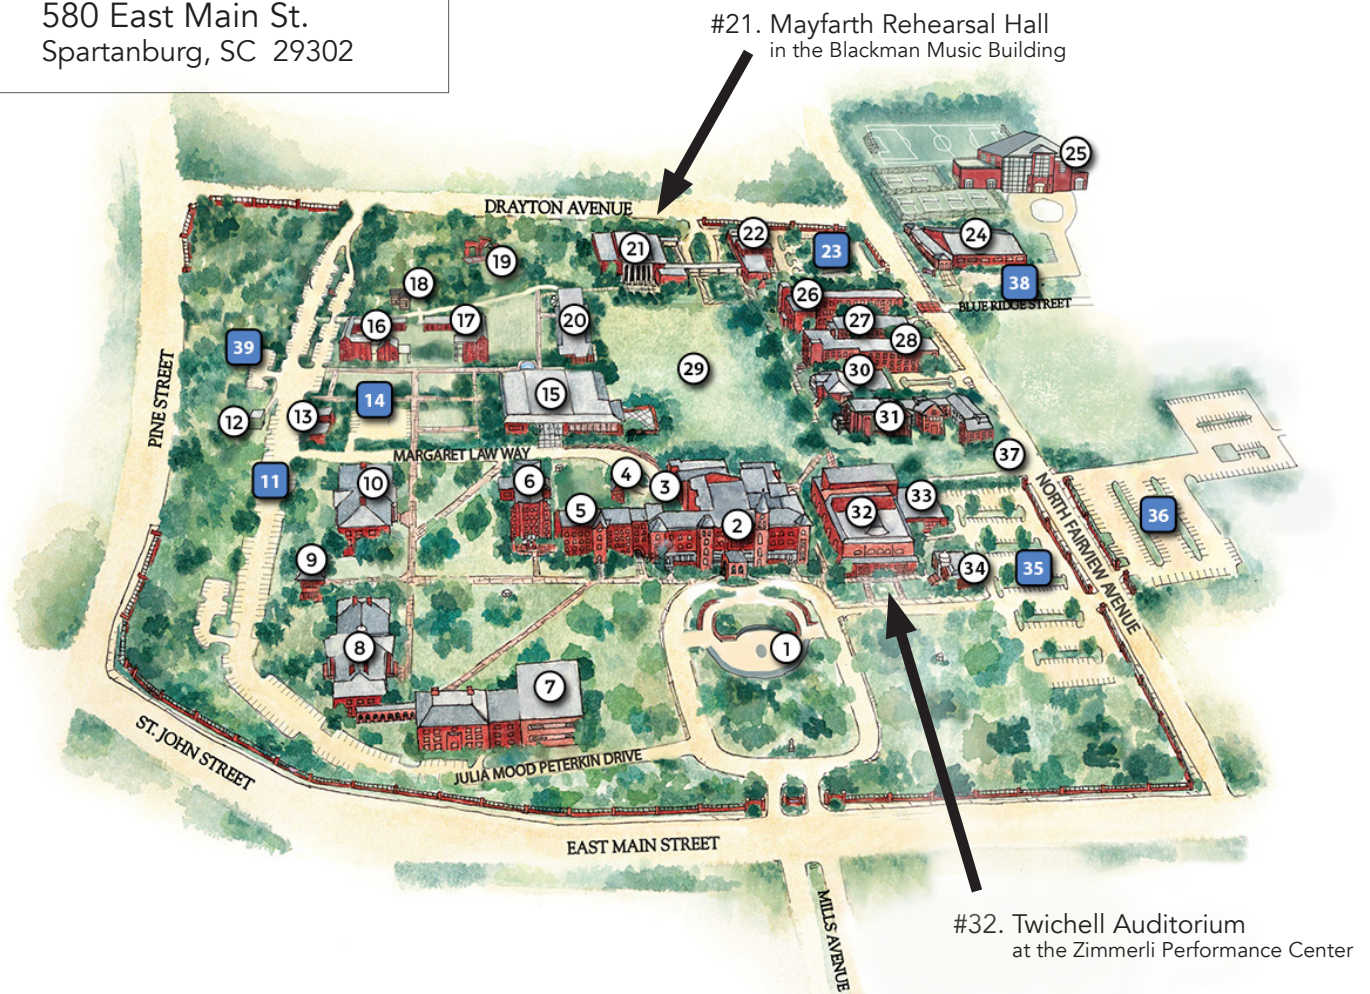 580 East Main St.
Spartanburg, SC 29302
#21. Mayfarth Rehearsal Hall
in the Blackman Music Building
25
DRAYTON AVENUE
22
24
21
23
19
18
38
26
BLUE RIDGE STREET
16
17
20
27
28
39
29
30
PINE STREET
15
14
12
13
31
MARGARET LAW WAY
37
11
10
6
4
3
33
NORTH FAIRVIEW AVENUE
36
5
32
2
9
34
35
8
1
7
ST. JOHN STREET
JULIA MOOD PETERKIN DRIVE
EAST MAIN STREET
MILLS AVENUE
#32. Twichell Auditorium
at the Zimmerli Performance Center